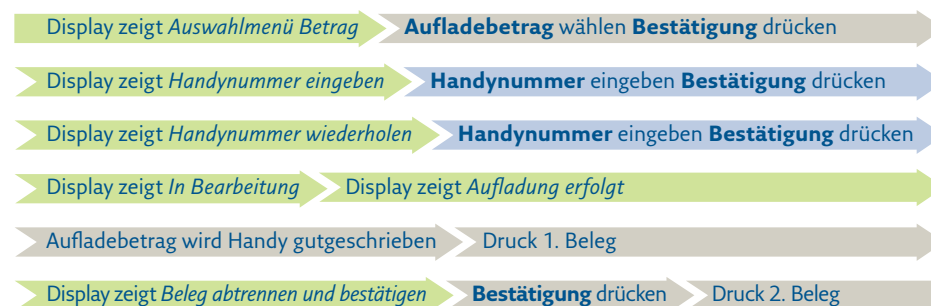 Display zeigt Auswahlmenü Betrag Aufladebetrag wählen Bestätigung drücken
Display zeigt Handynummer eingeben Handynummer eingeben Bestätigung drücken
Display zeigt Handynummer wiederholen Handynummer eingeben Bestätigung drücken
Display zeigt In Bearbeitung Display zeigt Aufladung erfolgt
Aufladebetrag wird Handy gutgeschrieben Druck 1. Beleg
Display zeigt Beleg abtrennen und bestätigen Bestätigung drücken Druck 2. Beleg